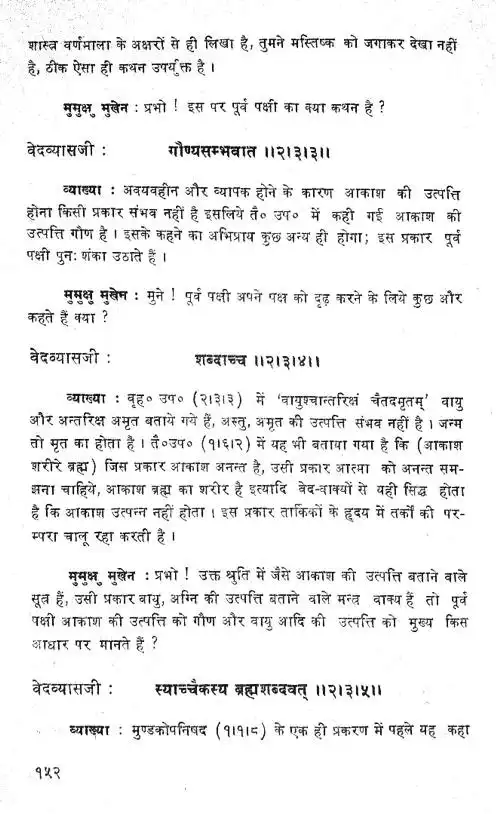 शास्त्र वर्णमाला के अक्षरों से ही लिखा है, तुमने मस्तिष्क को जगाकर देखा नहीं
है, ठीक ऐसा ही कथन उपर्युक्त है ।
मुमुक्षु मुखेन : प्रभो ! इस पर पूर्व पक्षी का क्या कथन है ?
वेदव्यासजी : गौण्यसम्भवात ।।२।३।३।।
व्याख्या : अवयवहीन और व्यापक होने के कारण आकाश की उत्पत्ति
होना किसी प्रकार संभव नहीं है इसलिये तै० उप० में कही गई आकाश की
उत्पत्ति गौण है । इसके कहने का अभिप्राय कुछ अन्य ही होगा; इस प्रकार पूर्व
पक्षी पुनः शंका उठाते हैं ।
मुमुक्षु मुखेन : मुने ! पूर्व पक्षी अपने पक्ष को दृढ़ करने के लिये कुछ और
कहते हैं क्या ?
वेदव्यासजी : शब्दाच्च ।।२।३।४।।
व्याख्या : वृह० उप० (२।३।३) में 'वायुश्चान्तरिक्षं चैतदमृतम्' वायु
और अन्तरिक्ष अमृत बताये गये हैं, अस्तु, अमृत की उत्पत्ति संभव नहीं है । जन्म
तो मृत का होता है । तै०उप० (१।६।२) में यह भी बताया गया है कि (आकाश
शरीरे ब्रह्म) जिस प्रकार आकाश अनन्त है, उसी प्रकार आत्मा को अनन्त सम-
झना चाहिये, आकाश ब्रह्म का शरीर है इत्यादि वेद-वाक्यों से यही सिद्ध होता
है कि आकाश उत्पन्न नहीं होता । इस प्रकार तार्किकों के हृदय में तर्कों की पर-
म्परा चालू रहा करती है ।
मुमुक्षु मुखेन : प्रभो ! उक्त श्रुति में जैसे आकाश की उत्पत्ति बताने वाले
सूत्र हैं, उसी प्रकार वायु, अग्नि की उत्पत्ति बताने वाले मन्त्र वाक्य हैं तो पूर्व
पक्षी आकाश की उत्पत्ति को गौण और वायु आदि की उत्पत्ति को मुख्य किस
आधार पर मानते हैं ?
वेदव्यासजी : स्याच्चैकस्य ब्रह्मशब्दवत् ।।२।३।५।।
व्याख्या : मुण्डकोपनिषद (१।१।८) के एक ही प्रकरण में पहले यह कहा
१५२